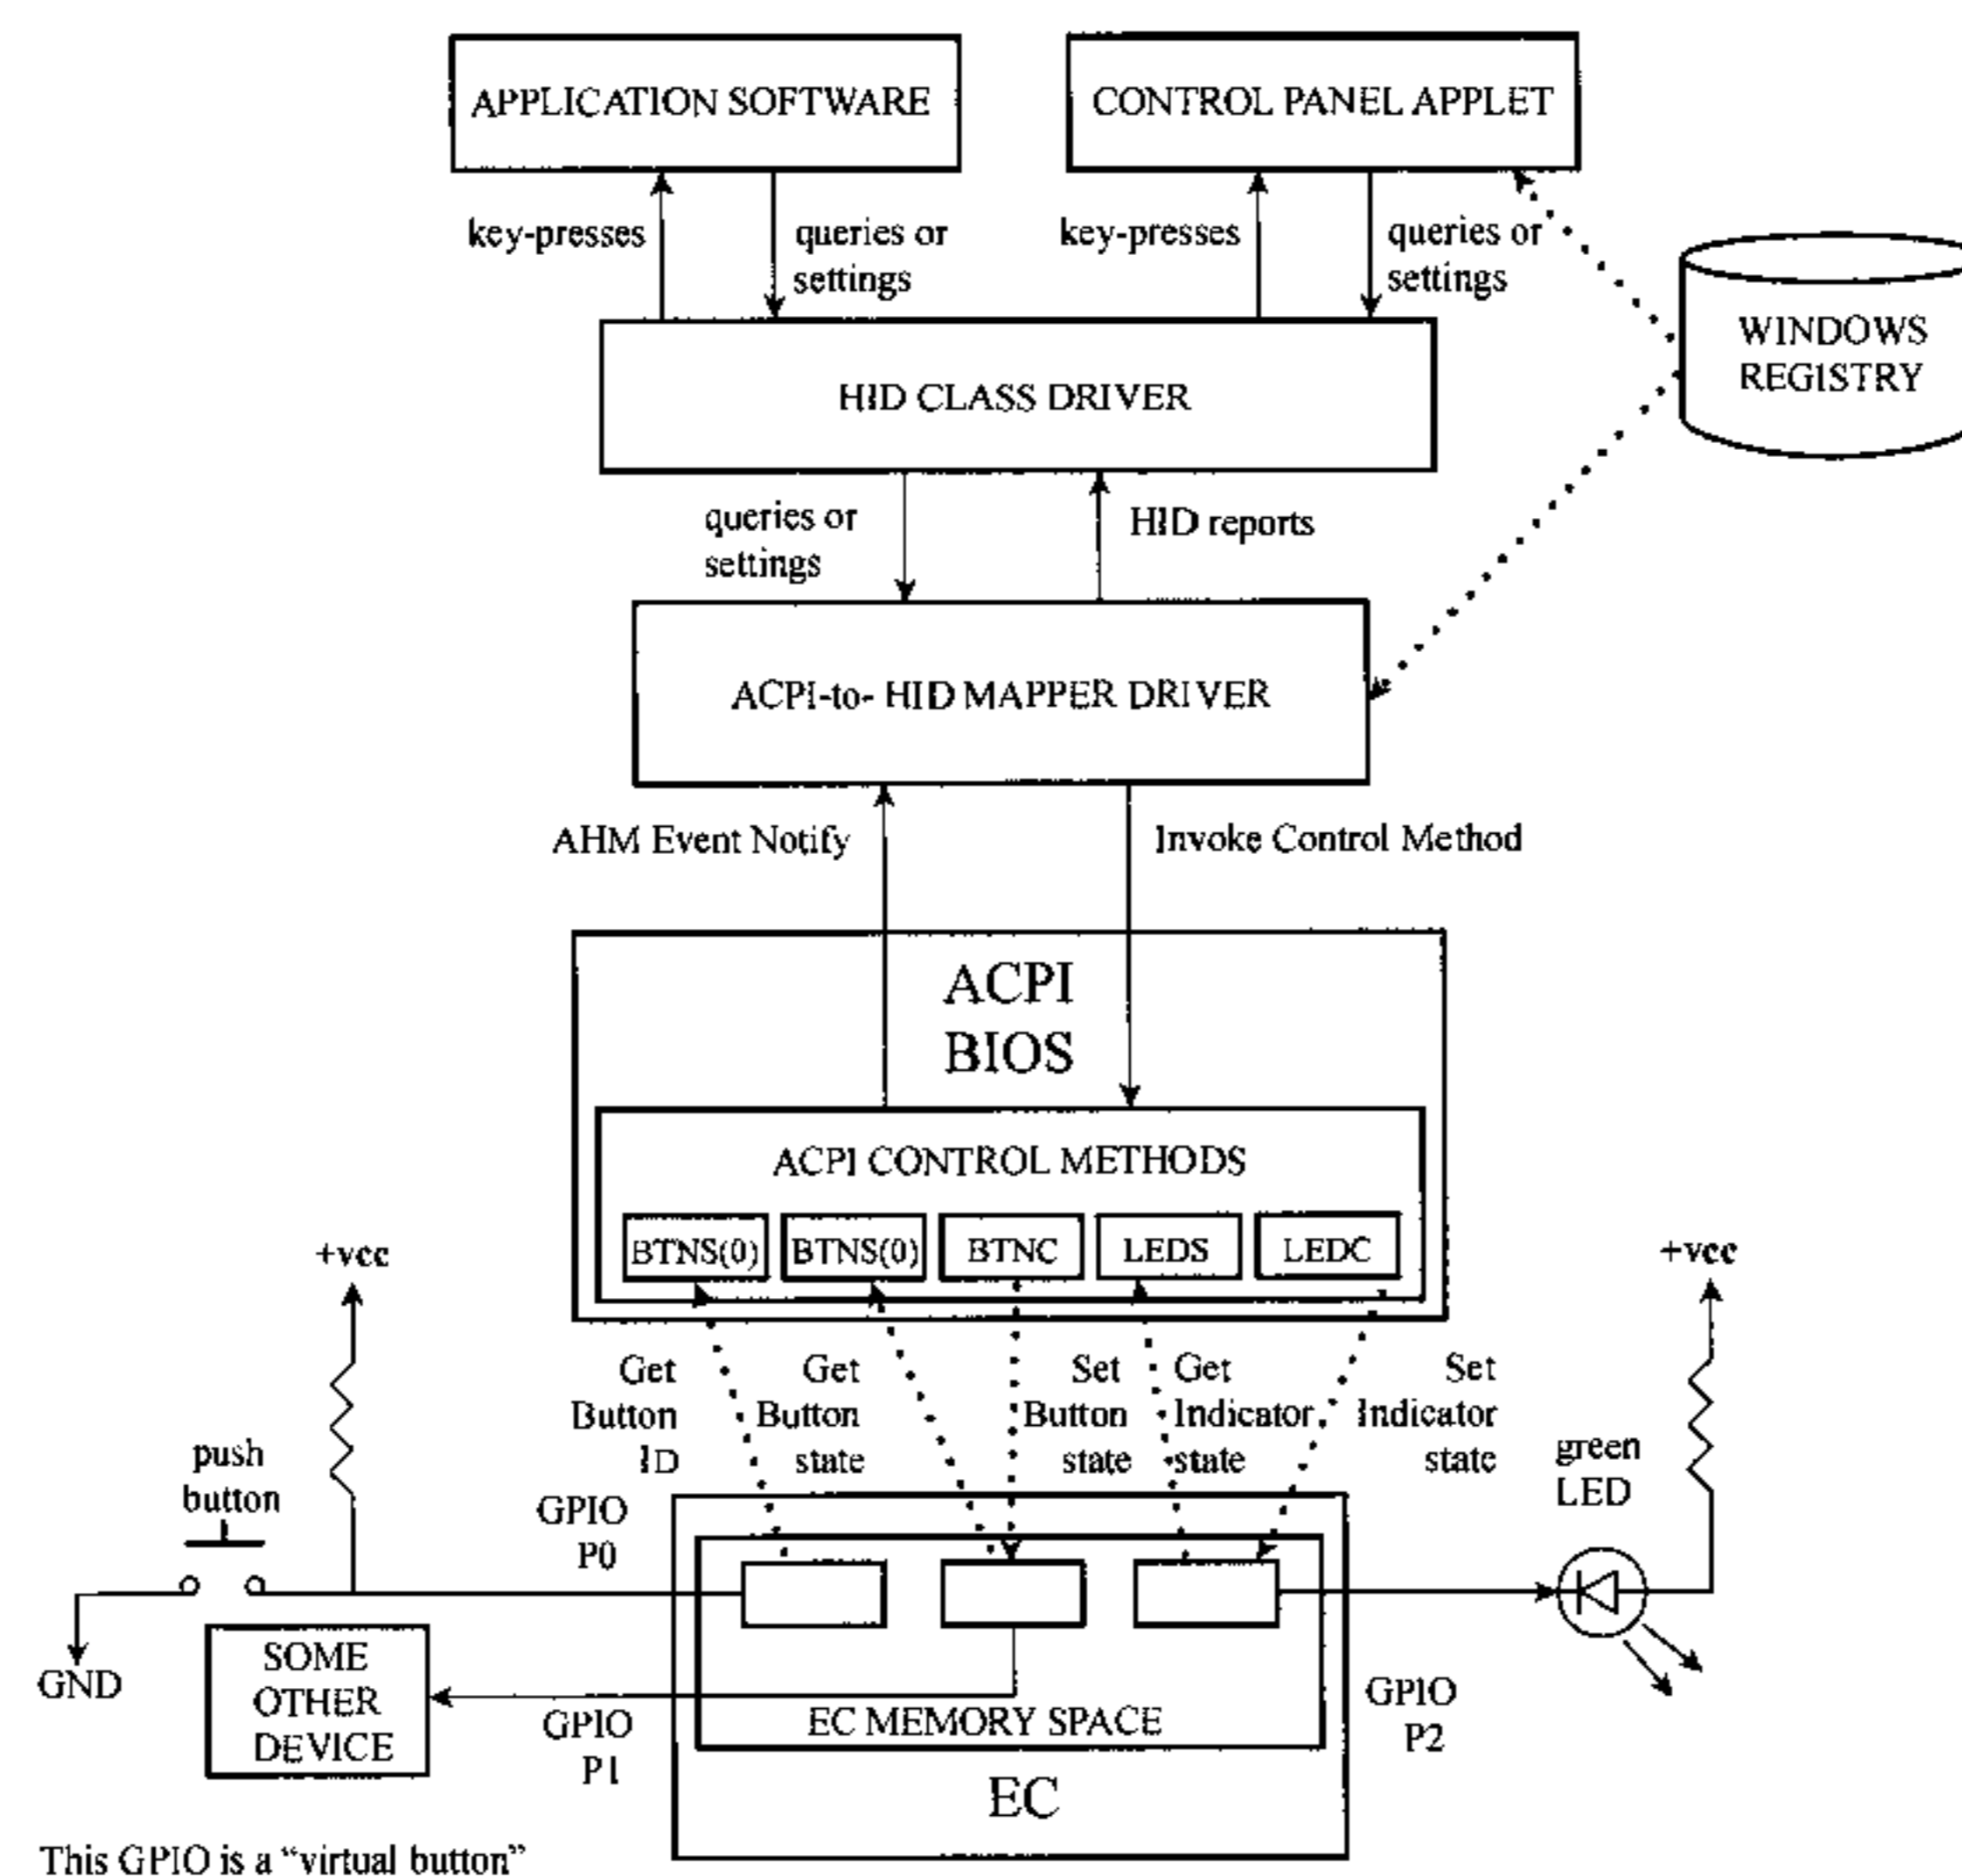 APPLICATION SOFTWARE
CONTROL PANEL APPLET
key-presses
queries or
settings
key-presses
queries or
settings
WINDOWS
REGISTRY
HID CLASS DRIVER
queries or
settings
HID reports
ACPI-to- HID MAPPER DRIVER
AHM Event Notify
Invoke Control Method
ACPI
BIOS
ACPI CONTROL METHODS
BTNS(0)
BTNS(0)
BTNC
LEDS
LEDC
+vcc
+vcc
Get
Button
ID
Get
Button
state
Set
Button
state
Get
Indicator
state
Set
Indicator
state
push
button
green
LED
GPIO
P0
GND
SOME
OTHER
DEVICE
GPIO
P1
EC MEMORY SPACE
GPIO
P2
EC
This GPIO is a “virtual button”